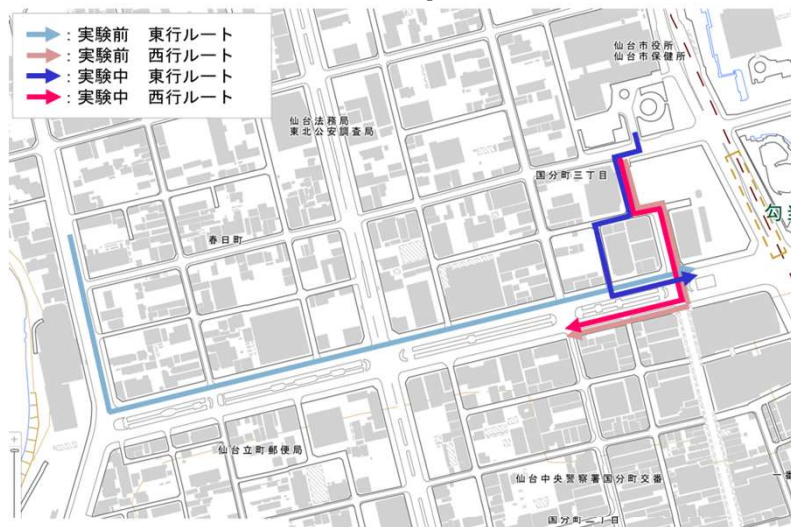 ：実験前　東行ルート
：実験前　西行ルート
：実験中　東行ルート
：実験中　西行ルート
仙台市役所
仙台市保健所
仙台法務局
東北公安調査局
国分町三丁目
春日町
仙台立町郵便局
仙台中央警察署国分町交番
一番
国分町二丁目